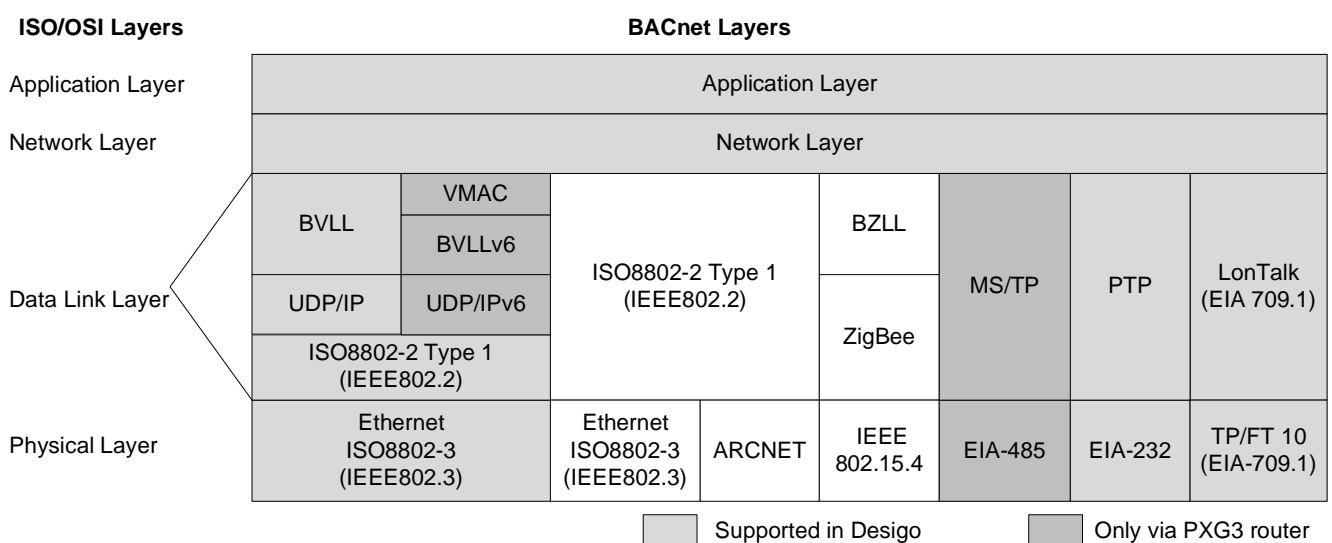 ISO/OSI Layers
BACnet Layers
Application Layer
Application Layer
Network Layer
Network Layer
Data Link Layer
BVLL
VMAC
BVLLv6
UDP/IP
UDP/IPv6
ISO8802-2 Type 1
(IEEE802.2)
ISO8802-2 Type 1
(IEEE802.2)
BZLL
ZigBee
MS/TP
PTP
LonTalk
(EIA 709.1)
Physical Layer
Ethernet
ISO8802-3
(IEEE802.3)
Ethernet
ISO8802-3
(IEEE802.3)
ARCNET
IEEE
802.15.4
EIA-485
EIA-232
TP/FT 10
(EIA-709.1)
Supported in Desigo
Only via PXG3 router